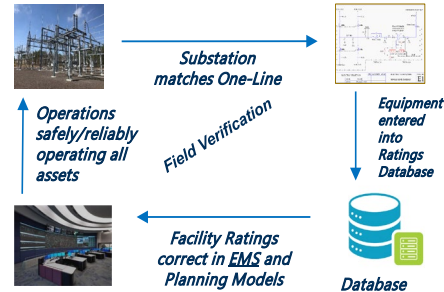 Substation
matches One-Line
Equipment
entered
into
Ratings
Database
Operations
safely/reliably
operating all
assets
Field Verification
Facility Ratings
correct in EMS and
Planning Models
Database